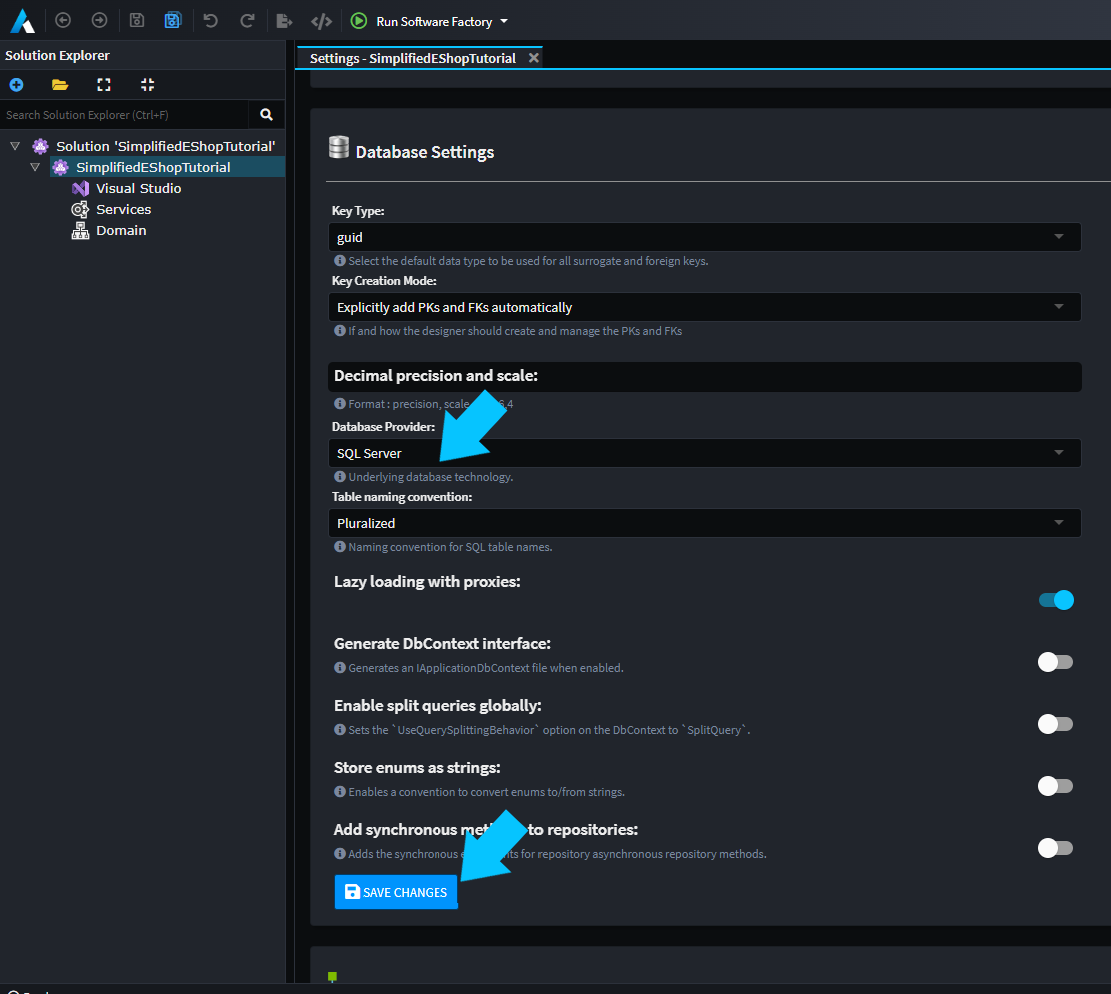 Run Software Factory
Solution Explorer
Settings - SimplifiedEShopTutorial
Search Solution Explorer (Ctrl+F)
Solution 'SimplifiedEShopTutorial'
SimplifiedEShopTutorial
Visual Studio
Services
Domain
Database Settings
Key Type:
guid
Select the default data type to be used for all surrogate and foreign keys.
Key Creation Mode:
Explicitly add PKs and FKs automatically
If and how the designer should create and manage the PKs and FKs
Decimal precision and scale:
Format : precision, scale
Database Provider:
SQL Server
Underlying database technology.
Table naming convention:
Pluralized
Naming convention for SQL table names.
Lazy loading with proxies:
Generate DbContext interface:
Generates an IApplicationDbContext file when enabled.
Enable split queries globally:
Sets the `UseQuerySplittingBehavior` option on the DbContext to `SplitQuery`.
Store enums as strings:
Enables a convention to convert enums to/from strings.
Add synchronous to repositories:
Adds the synchronous for repository asynchronous repository methods.
SAVE CHANGES